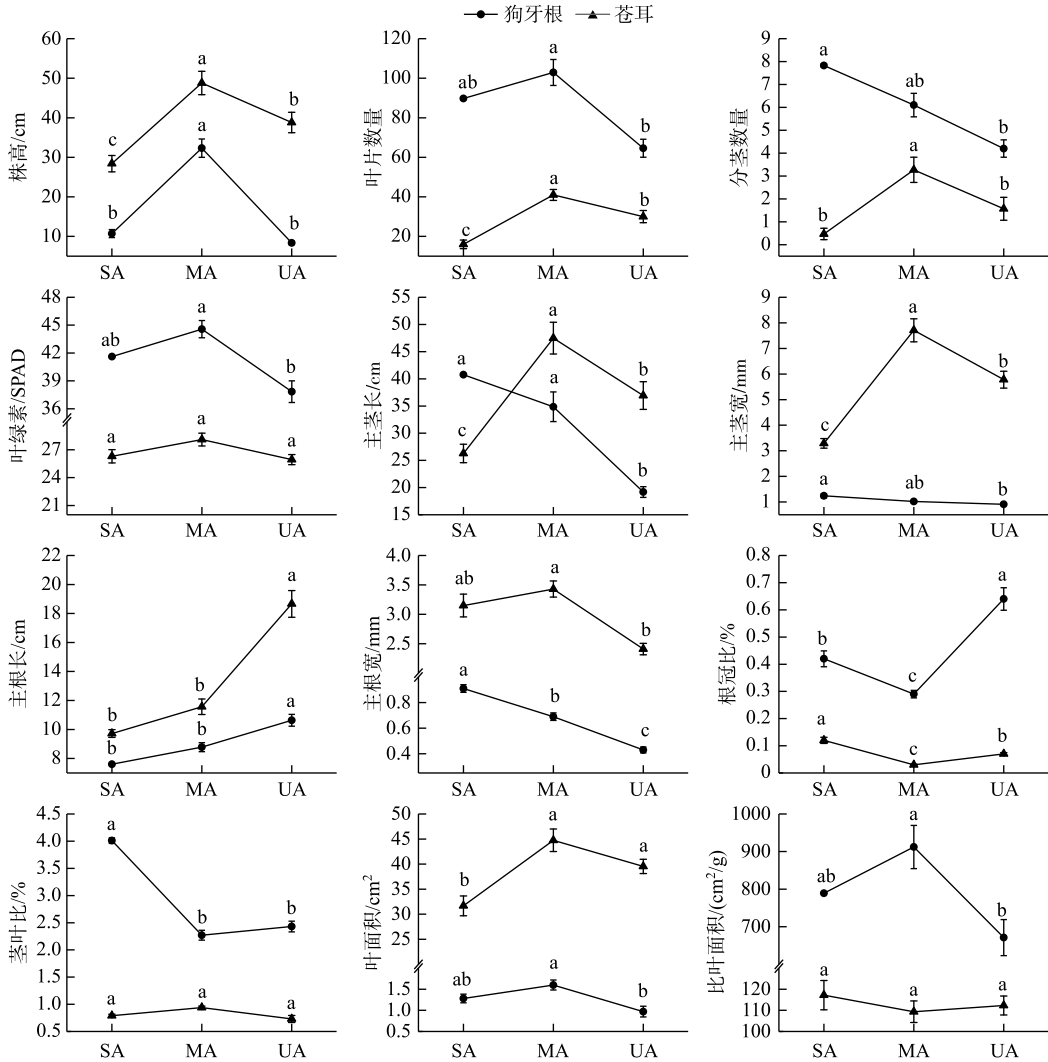 狗牙根 苍耳
株高/cm
60
50
40
30
20
10
c a b
b a b
SA MA UA
叶片数量
120
100
80
60
40
20
ab a b
c a b
SA MA UA
分茎数量
9
8
7
6
5
4
3
2
1
0
a ab b
b a b
SA MA UA
叶绿素/SPAD
48
42
39
36
27
24
21
ab a b
a a a
SA MA UA
主茎长/cm
55
50
45
40
35
30
25
20
15
a a b
c a b
SA MA UA
主茎宽/mm
9
8
7
6
5
4
3
2
1
c a b
a ab b
SA MA UA
主根长/cm
22
20
18
16
14
12
10
8
b b a
b b a
SA MA UA
主根宽/mm
4.0
3.5
3.0
2.5
0.8
0.6
0.4
ab a b
a b c
SA MA UA
根冠比/%
0.8
0.7
0.6
0.5
0.4
0.3
0.2
0.1
0
b c a
a c b
SA MA UA
茎叶比/%
4.5
4.0
3.5
3.0
2.5
2.0
1.5
1.0
0.5
a b b
a a a
SA MA UA
叶面积/cm²
50
45
40
35
30
25
1.5
1.0
0.5
b a a
ab a b
SA MA UA
比叶面积/(cm²/g)
1000
900
800
700
120
110
100
ab a b
a a a
SA MA UA